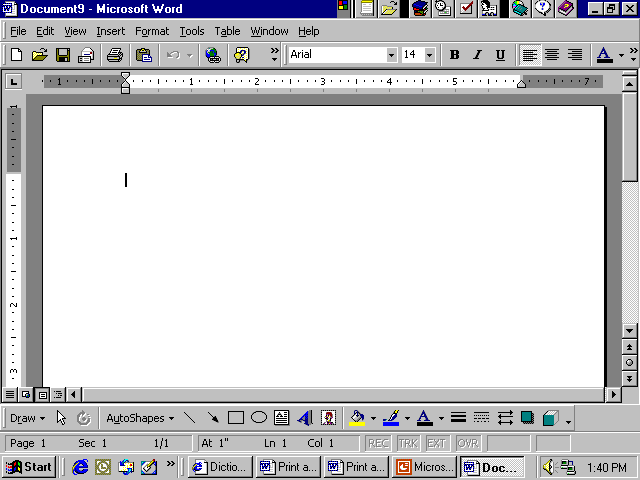 Document9 - Microsoft Word
File Edit View Insert Format Tools Table Window Help
Arial 14 B I U A
1 1 2 3 4 5 7
1
1
2
3
Draw AutoShapes A A
Page 1 Sec 1 1/1 At 1" Ln 1 Col 1 REC TRK EXT OVR
Start Dictio... Print a... Print a... Micros... Doc... 1:40 PM